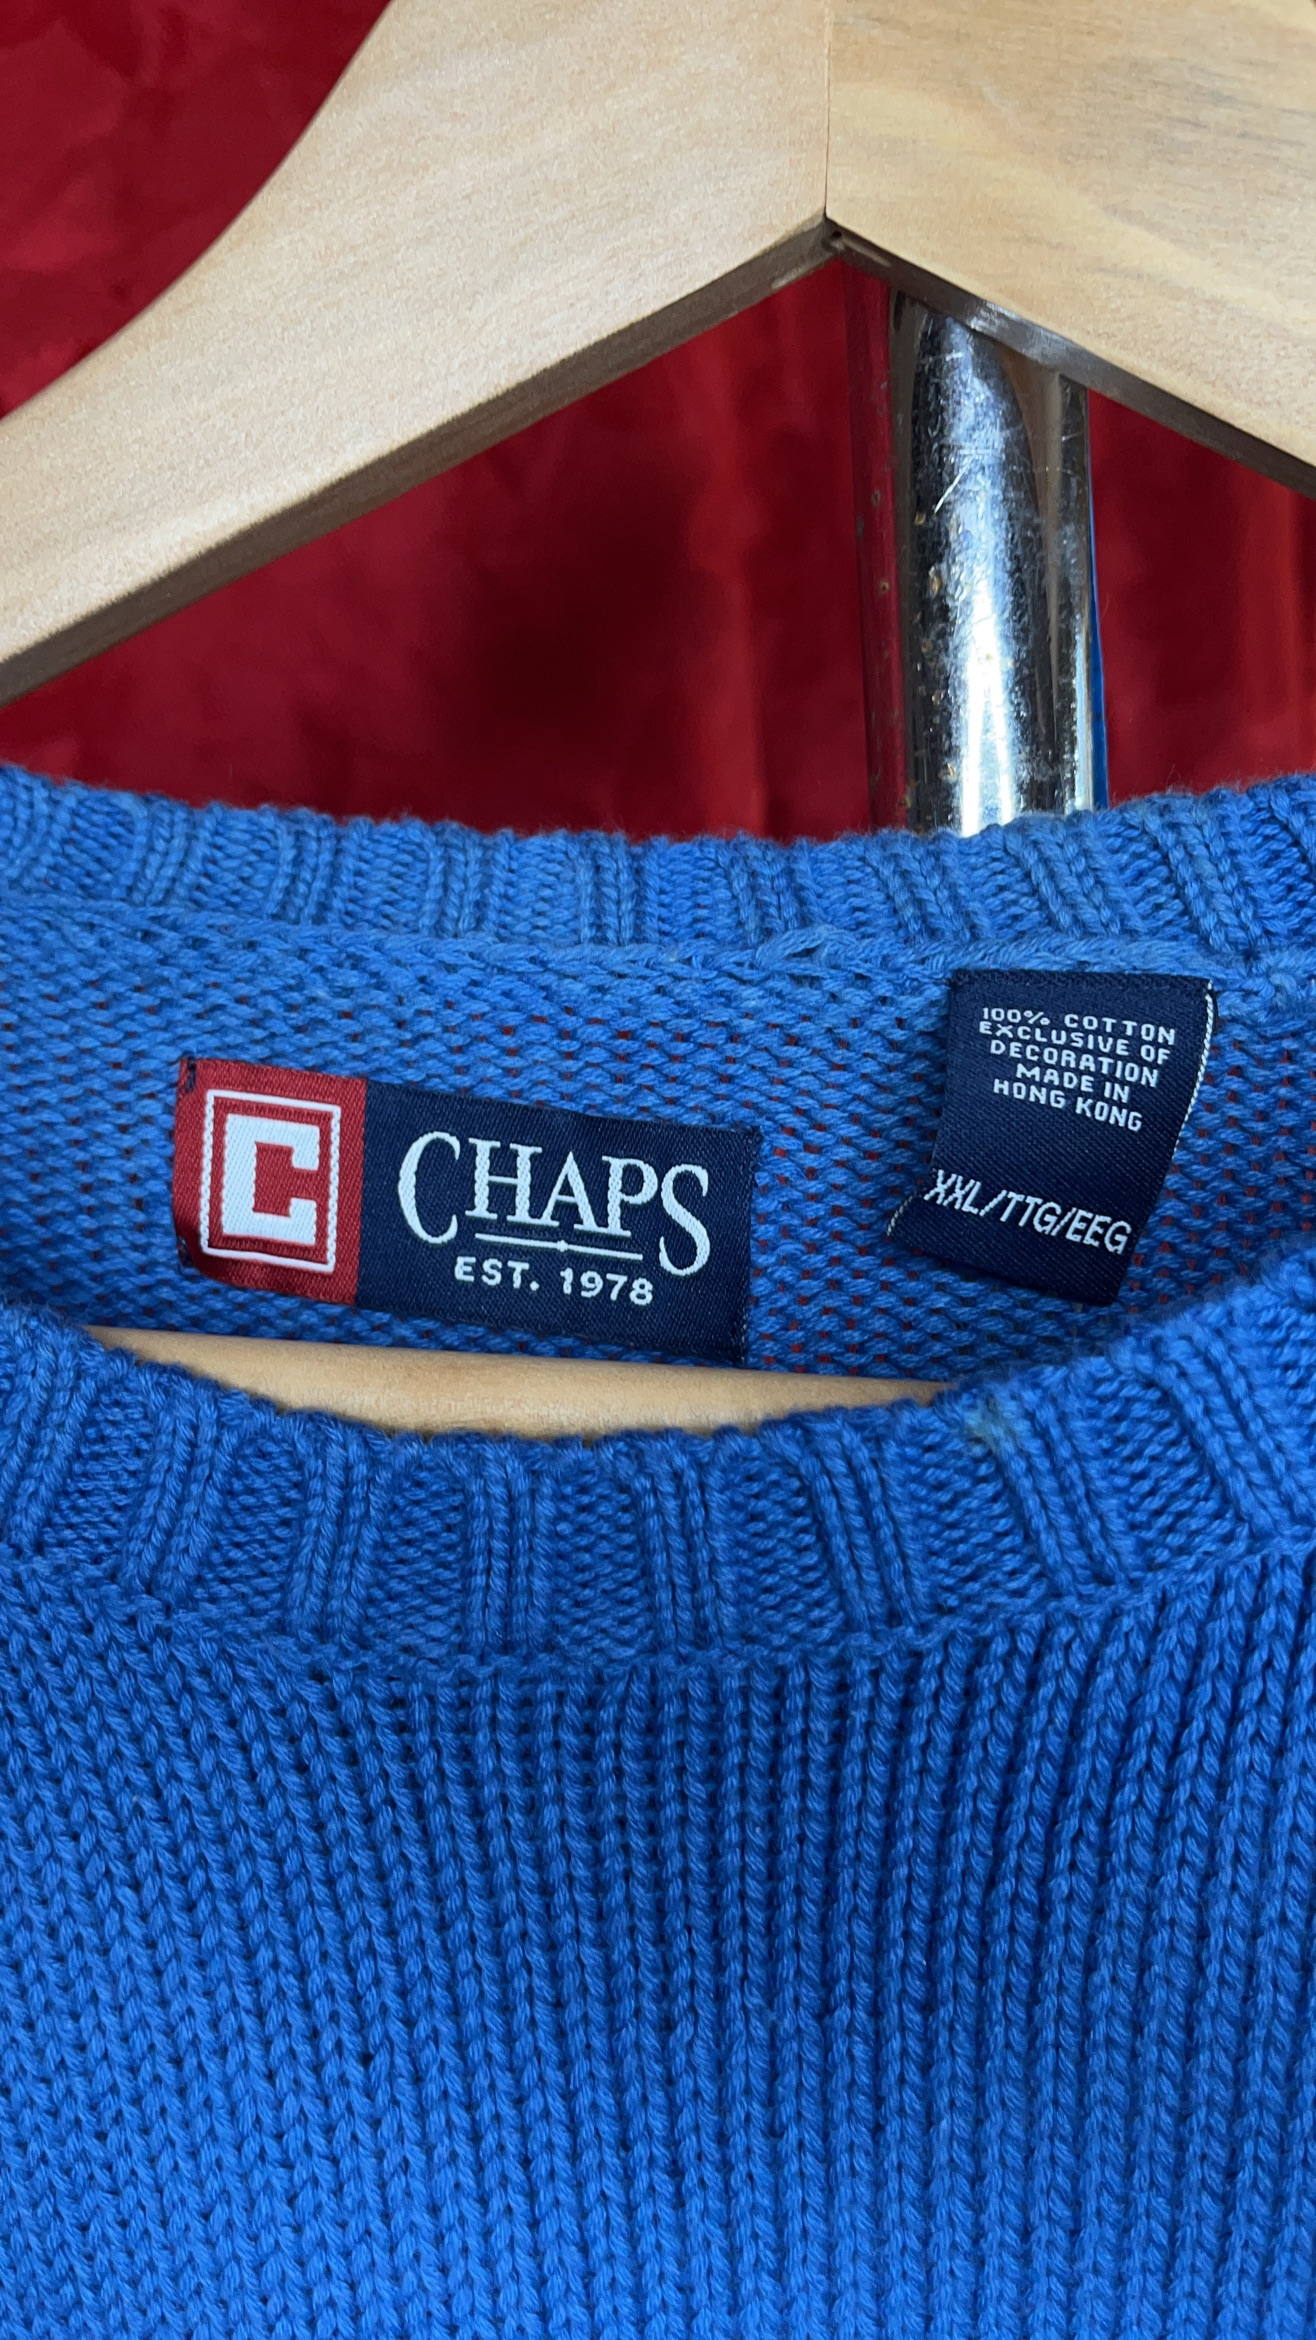 C
CHAPS
EST. 1978
100% COTTON
EXCLUSIVE OF
DECORATION
MADE IN
HONG KONG
XXL/TTG/EEG